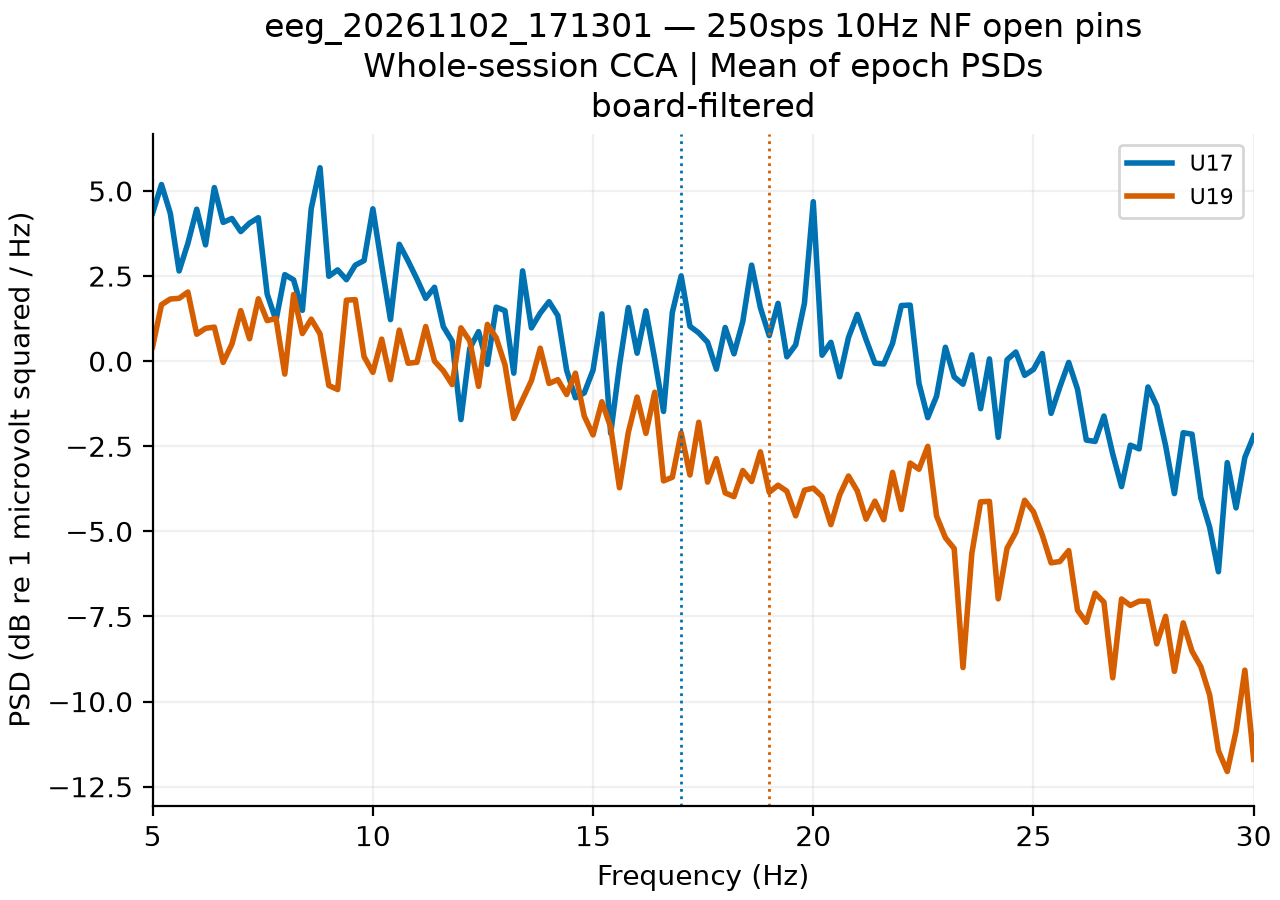 eeg_20261102_171301 — 250sps 10Hz NF open pins
Whole-session CCA | Mean of epoch PSDs
board-filtered
U17
U19
PSD (dB re 1 microvolt squared / Hz)
5.0
2.5
0.0
−2.5
−5.0
−7.5
−10.0
−12.5
5
10
15
20
25
30
Frequency (Hz)